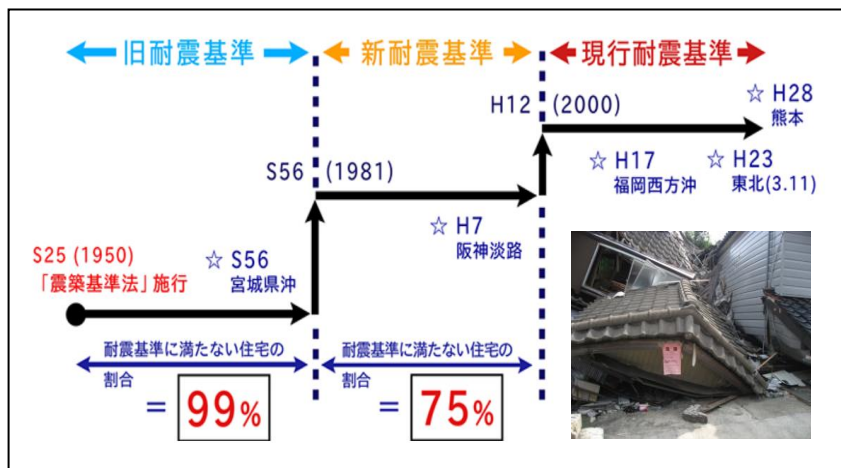 旧耐震基準
新耐震基準
現行耐震基準
H12 (2000)
☆ H28
熊本
S56 (1981)
☆ H17
福岡西方沖
☆ H23
東北(3.11)
☆ H7
阪神淡路
S25 (1950)
「震築基準法」施行
☆ S56
宮城県沖
耐震基準に満たない住宅の
割合
= 99%
耐震基準に満たない住宅の
割合
= 75%